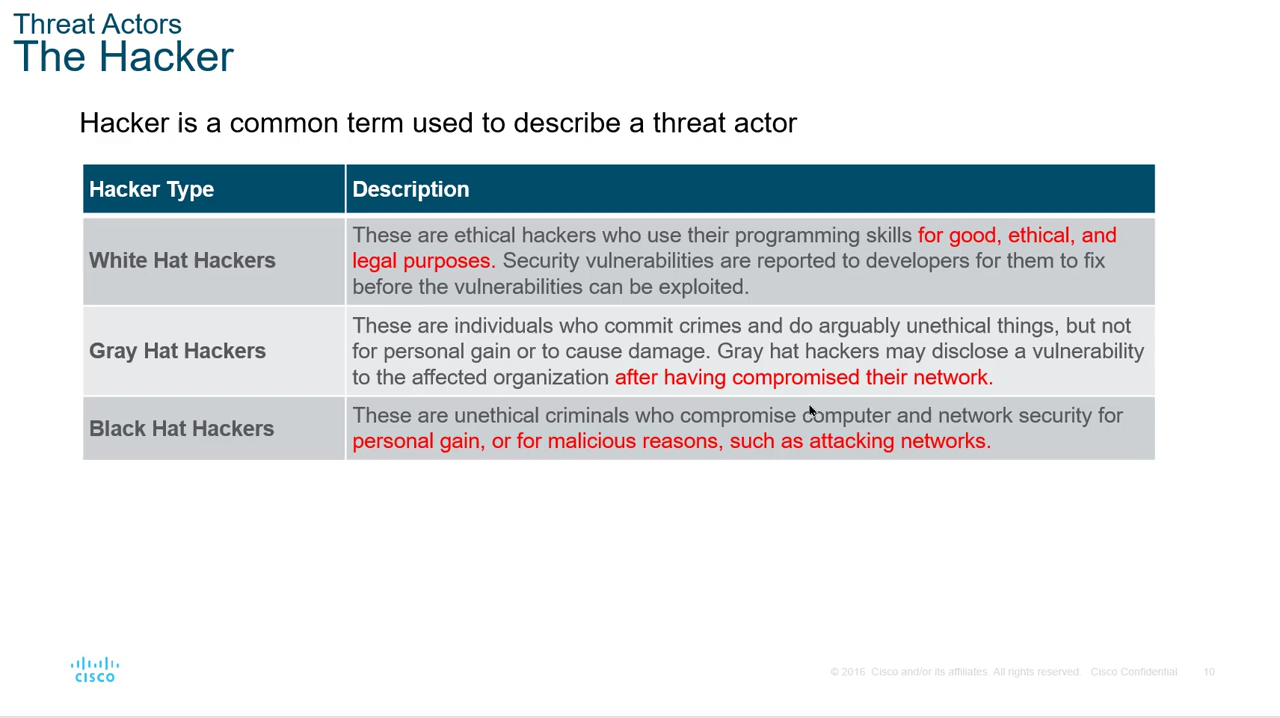 Threat Actors
The Hacker
Hacker is a common term used to describe a threat actor
Hacker Type
Description
White Hat Hackers
These are ethical hackers who use their programming skills for good, ethical, and
legal purposes. Security vulnerabilities are reported to developers for them to fix
before the vulnerabilities can be exploited.
Gray Hat Hackers
These are individuals who commit crimes and do arguably unethical things, but not
for personal gain or to cause damage. Gray hat hackers may disclose a vulnerability
to the affected organization after having compromised their network.
Black Hat Hackers
These are unethical criminals who compromise computer and network security for
personal gain, or for malicious reasons, such as attacking networks.
CISCO
© 2016 Cisco and/or its affiliates. All rights reserved. Cisco Confidential 10